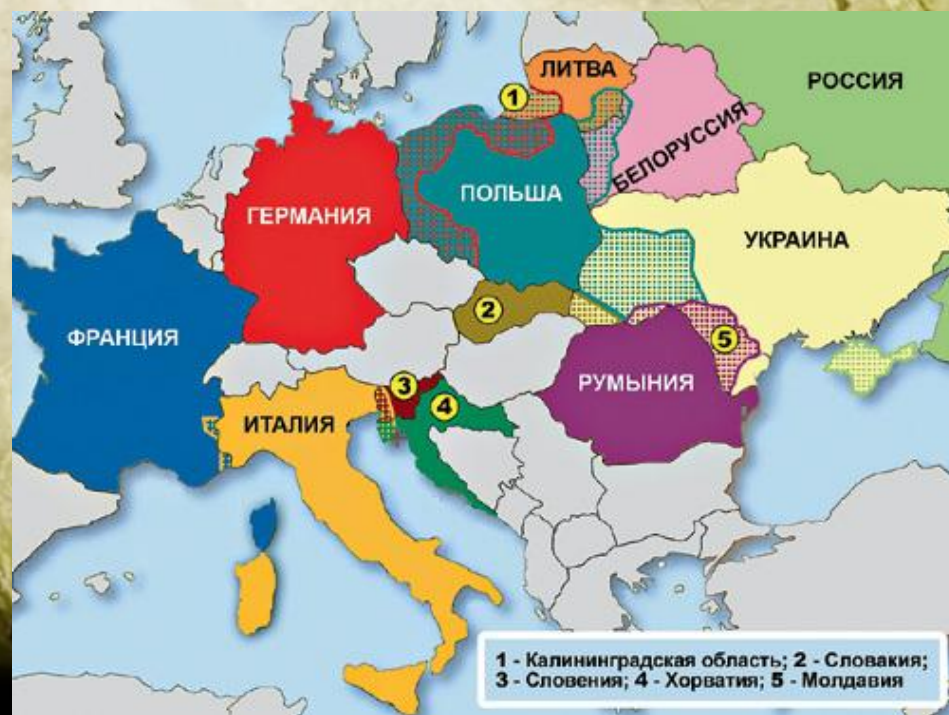 ЛИТВА
РОССИЯ
1
БЕЛОРУССИЯ
ПОЛЬША
ГЕРМАНИЯ
УКРАИНА
2
ФРАНЦИЯ
5
3
РУМЫНИЯ
4
ИТАЛИЯ
1 - Калининградская область; 2 - Словакия;
3 - Словения; 4 - Хорватия; 5 - Молдавия